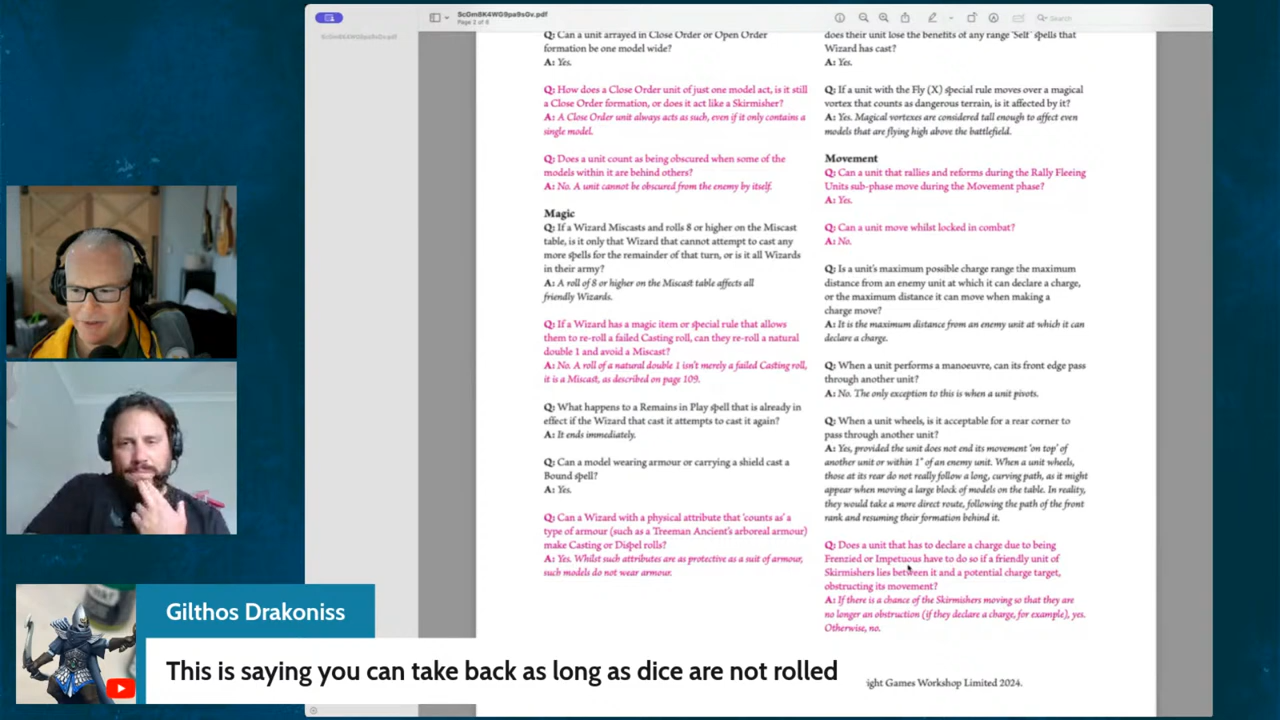 ScGm8K4WG9pa9sGv.pdf
Page 2 of 6
Search
Q: Can a unit arrayed in Close Order or Open Order
formation be one model wide?
A: Yes.
Q: How does a Close Order unit of just one model act, is it still
a Close Order formation, or does it act like a Skirmisher?
A: A Close Order unit always acts as such, even if it only contains a
single model.
Q: Does a unit count as being obscured when some of the
models within it are behind others?
A: No. A unit cannot be obscured from the enemy by itself.
Magic
Q: If a Wizard Miscasts and rolls 8 or higher on the Miscast
table, is it only that Wizard that cannot attempt to cast any
more spells for the remainder of that turn, or is it all Wizards
in their army?
A: A roll of 8 or higher on the Miscast table affects all
friendly Wizards.
Q: If a Wizard has a magic item or special rule that allows
them to re-roll a failed Casting roll, can they re-roll a natural
double 1 and avoid a Miscast?
A: No. A roll of a natural double 1 isn't merely a failed Casting roll,
it is a Miscast, as described on page 109.
Q: What happens to a Remains in Play spell that is already in
effect if the Wizard that cast it attempts to cast it again?
A: It ends immediately.
Q: Can a model wearing armour or carrying a shield cast a
Bound spell?
A: Yes.
Q: Can a Wizard with a physical attribute that 'counts as' a
type of armour (such as a Treeman Ancient's arboreal armour)
make Casting or Dispel rolls?
A: Yes. Whilst such attributes are as protective as a suit of armour,
such models do not wear armour.
does their unit lose the benefits of any range 'Self' spells that
Wizard has cast?
A: Yes.
Q: If a unit with the Fly (X) special rule moves over a magical
vortex that counts as dangerous terrain, is it affected by it?
A: Yes. Magical vortexes are considered tall enough to affect even
models that are flying high above the battlefield.
Movement
Q: Can a unit that rallies and reforms during the Rally Fleeing
Units sub-phase move during the Movement phase?
A: Yes.
Q: Can a unit move whilst locked in combat?
A: No.
Q: Is a unit's maximum possible charge range the maximum
distance from an enemy unit at which it can declare a charge,
or the maximum distance it can move when making a
charge move?
A: It is the maximum distance from an enemy unit at which it can
declare a charge.
Q: When a unit performs a manoeuvre, can its front edge pass
through another unit?
A: No. The only exception to this is when a unit pivots.
Q: When a unit wheels, is it acceptable for a rear corner to
pass through another unit?
A: Yes, provided the unit does not end its movement 'on top' of
another unit or within 1" of an enemy unit. When a unit wheels,
those at its rear do not really follow a long, curving path, as it might
appear when moving a large block of models on the table. In reality,
they would take a more direct route, following the path of the front
rank and resuming their formation behind it.
Q: Does a unit that has to declare a charge due to being
Frenzied or Impetuous have to do so if a friendly unit of
Skirmishers lies between it and a potential charge target,
obstructing its movement?
A: If there is a chance of the Skirmishers moving so that they are
no longer an obstruction (if they declare a charge, for example), yes.
Otherwise, no.
ight Games Workshop Limited 2024.
Gilthos Drakoniss
This is saying you can take back as long as dice are not rolled